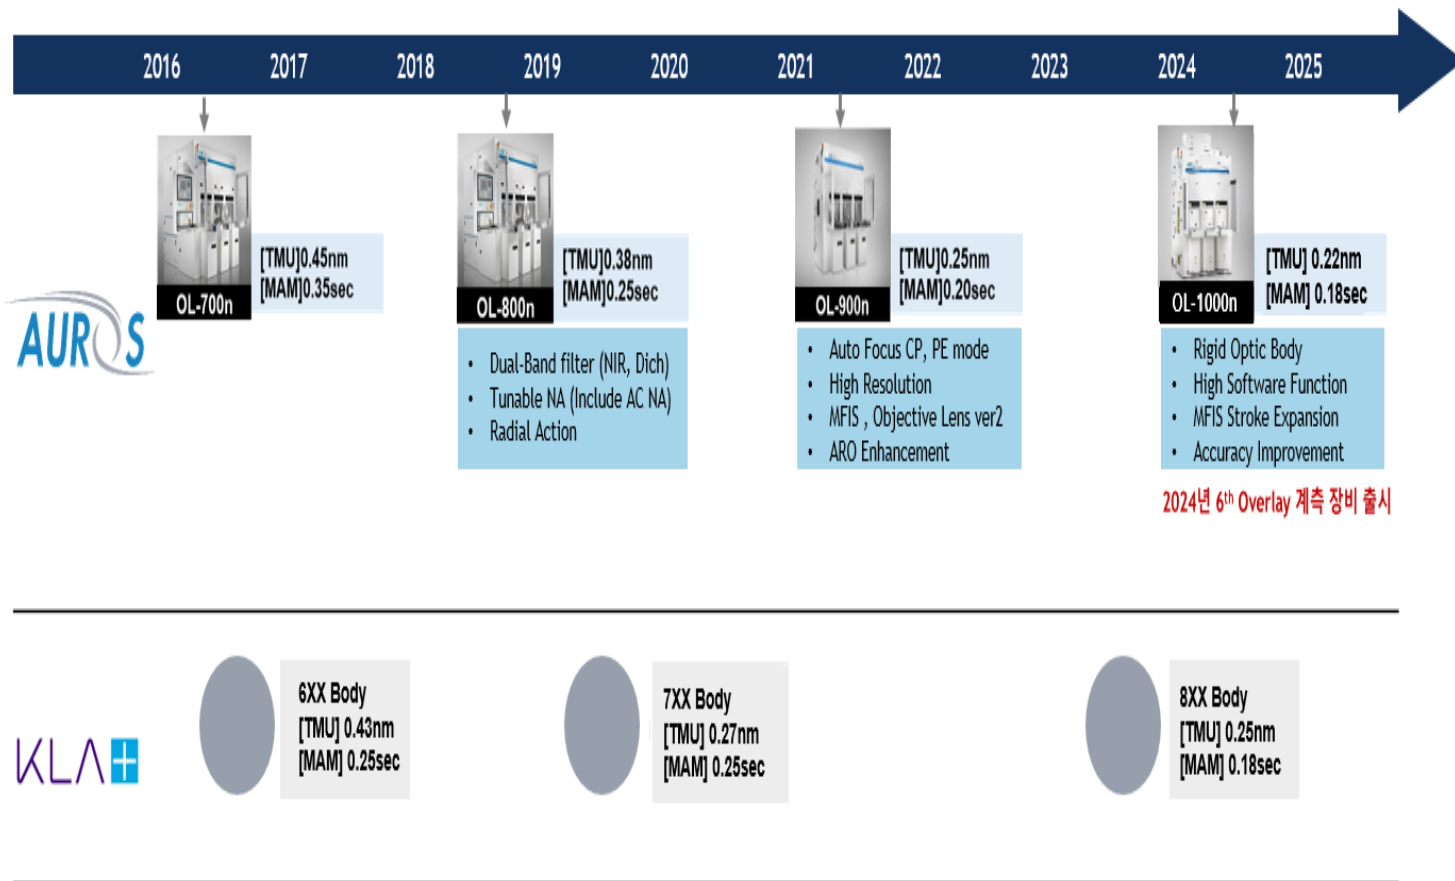 2016 2017 2018 2019 2020 2021 2022 2023 2024 2025
AUROS
OL-700n
[TMU]0.45nm
[MAM]0.35sec
OL-800n
[TMU]0.38nm
[MAM]0.25sec
• Dual-Band filter (NIR, Dich)
• Tunable NA (Include AC NA)
• Radial Action
OL-900n
[TMU]0.25nm
[MAM]0.20sec
• Auto Focus CP, PE mode
• High Resolution
• MFIS , Objective Lens ver2
• ARO Enhancement
OL-1000n
[TMU] 0.22nm
[MAM] 0.18sec
• Rigid Optic Body
• High Software Function
• MFIS Stroke Expansion
• Accuracy Improvement
2024년 6th Overlay 계측 장비 출시
KLA+
6XX Body
[TMU] 0.43nm
[MAM] 0.25sec
7XX Body
[TMU] 0.27nm
[MAM] 0.25sec
8XX Body
[TMU] 0.25nm
[MAM] 0.18sec